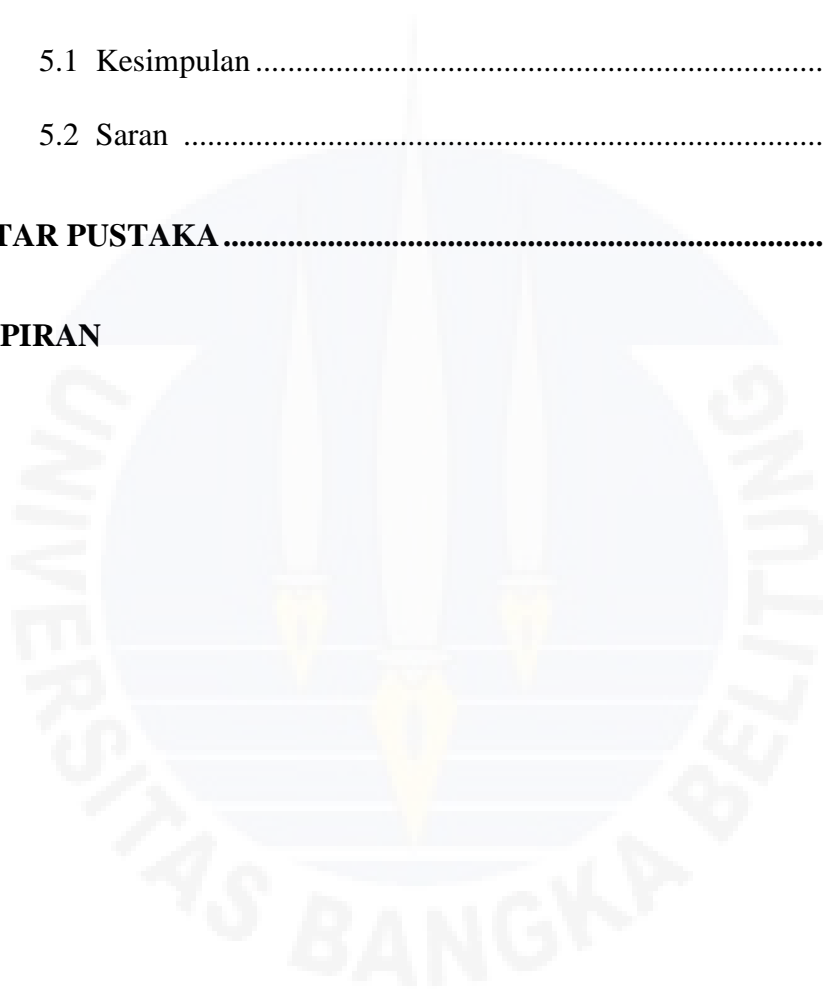 5.1 Kesimpulan ......................................................................
5.2 Saran ...............................................................................
TAR PUSTAKA ...........................................................................
PIRAN
UNIVERSITAS BANGKA BELITUNG